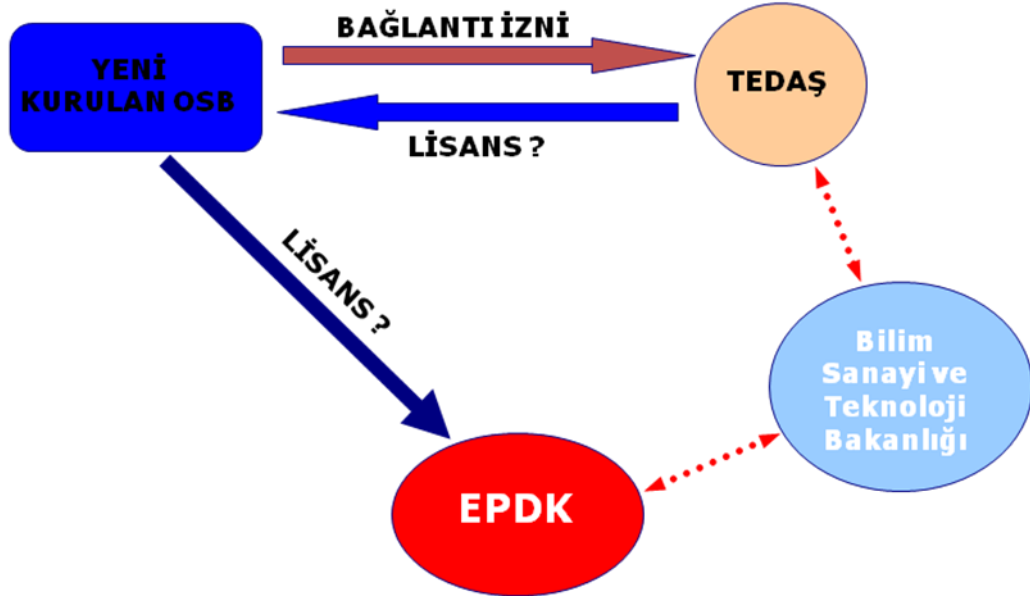 BAĞLANTI İZNİ
YENİ
KURULAN OSB
TEDAŞ
LİSANS ?
LİSANS ?
Bilim
Sanayi ve
Teknoloji
Bakanlığı
EPDK